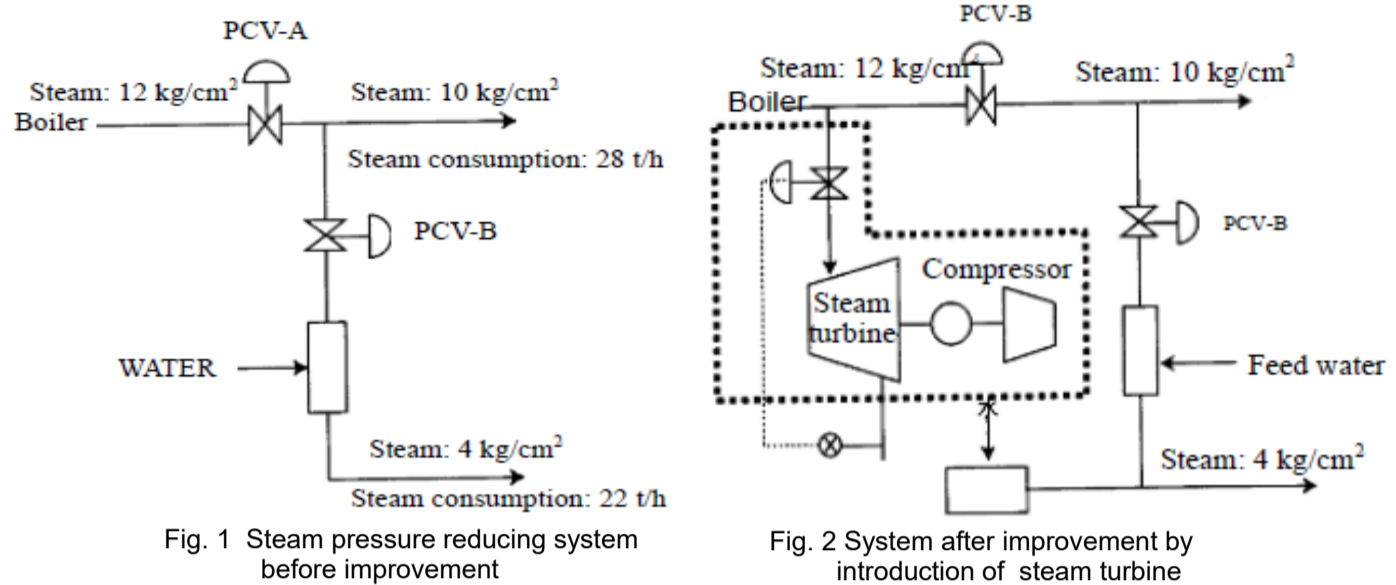 PCV-A
Steam: 12 kg/cm²
Steam: 10 kg/cm²
Boiler
Steam consumption: 28 t/h
PCV-B
WATER
Steam: 4 kg/cm²
Steam consumption: 22 t/h
Fig. 1 Steam pressure reducing system
before improvement
PCV-B
Steam: 12 kg/cm²
Steam: 10 kg/cm²
Boiler
PCV-B
Compressor
Steam
turbine
Feed water
Steam: 4 kg/cm²
Fig. 2 System after improvement by
introduction of steam turbine